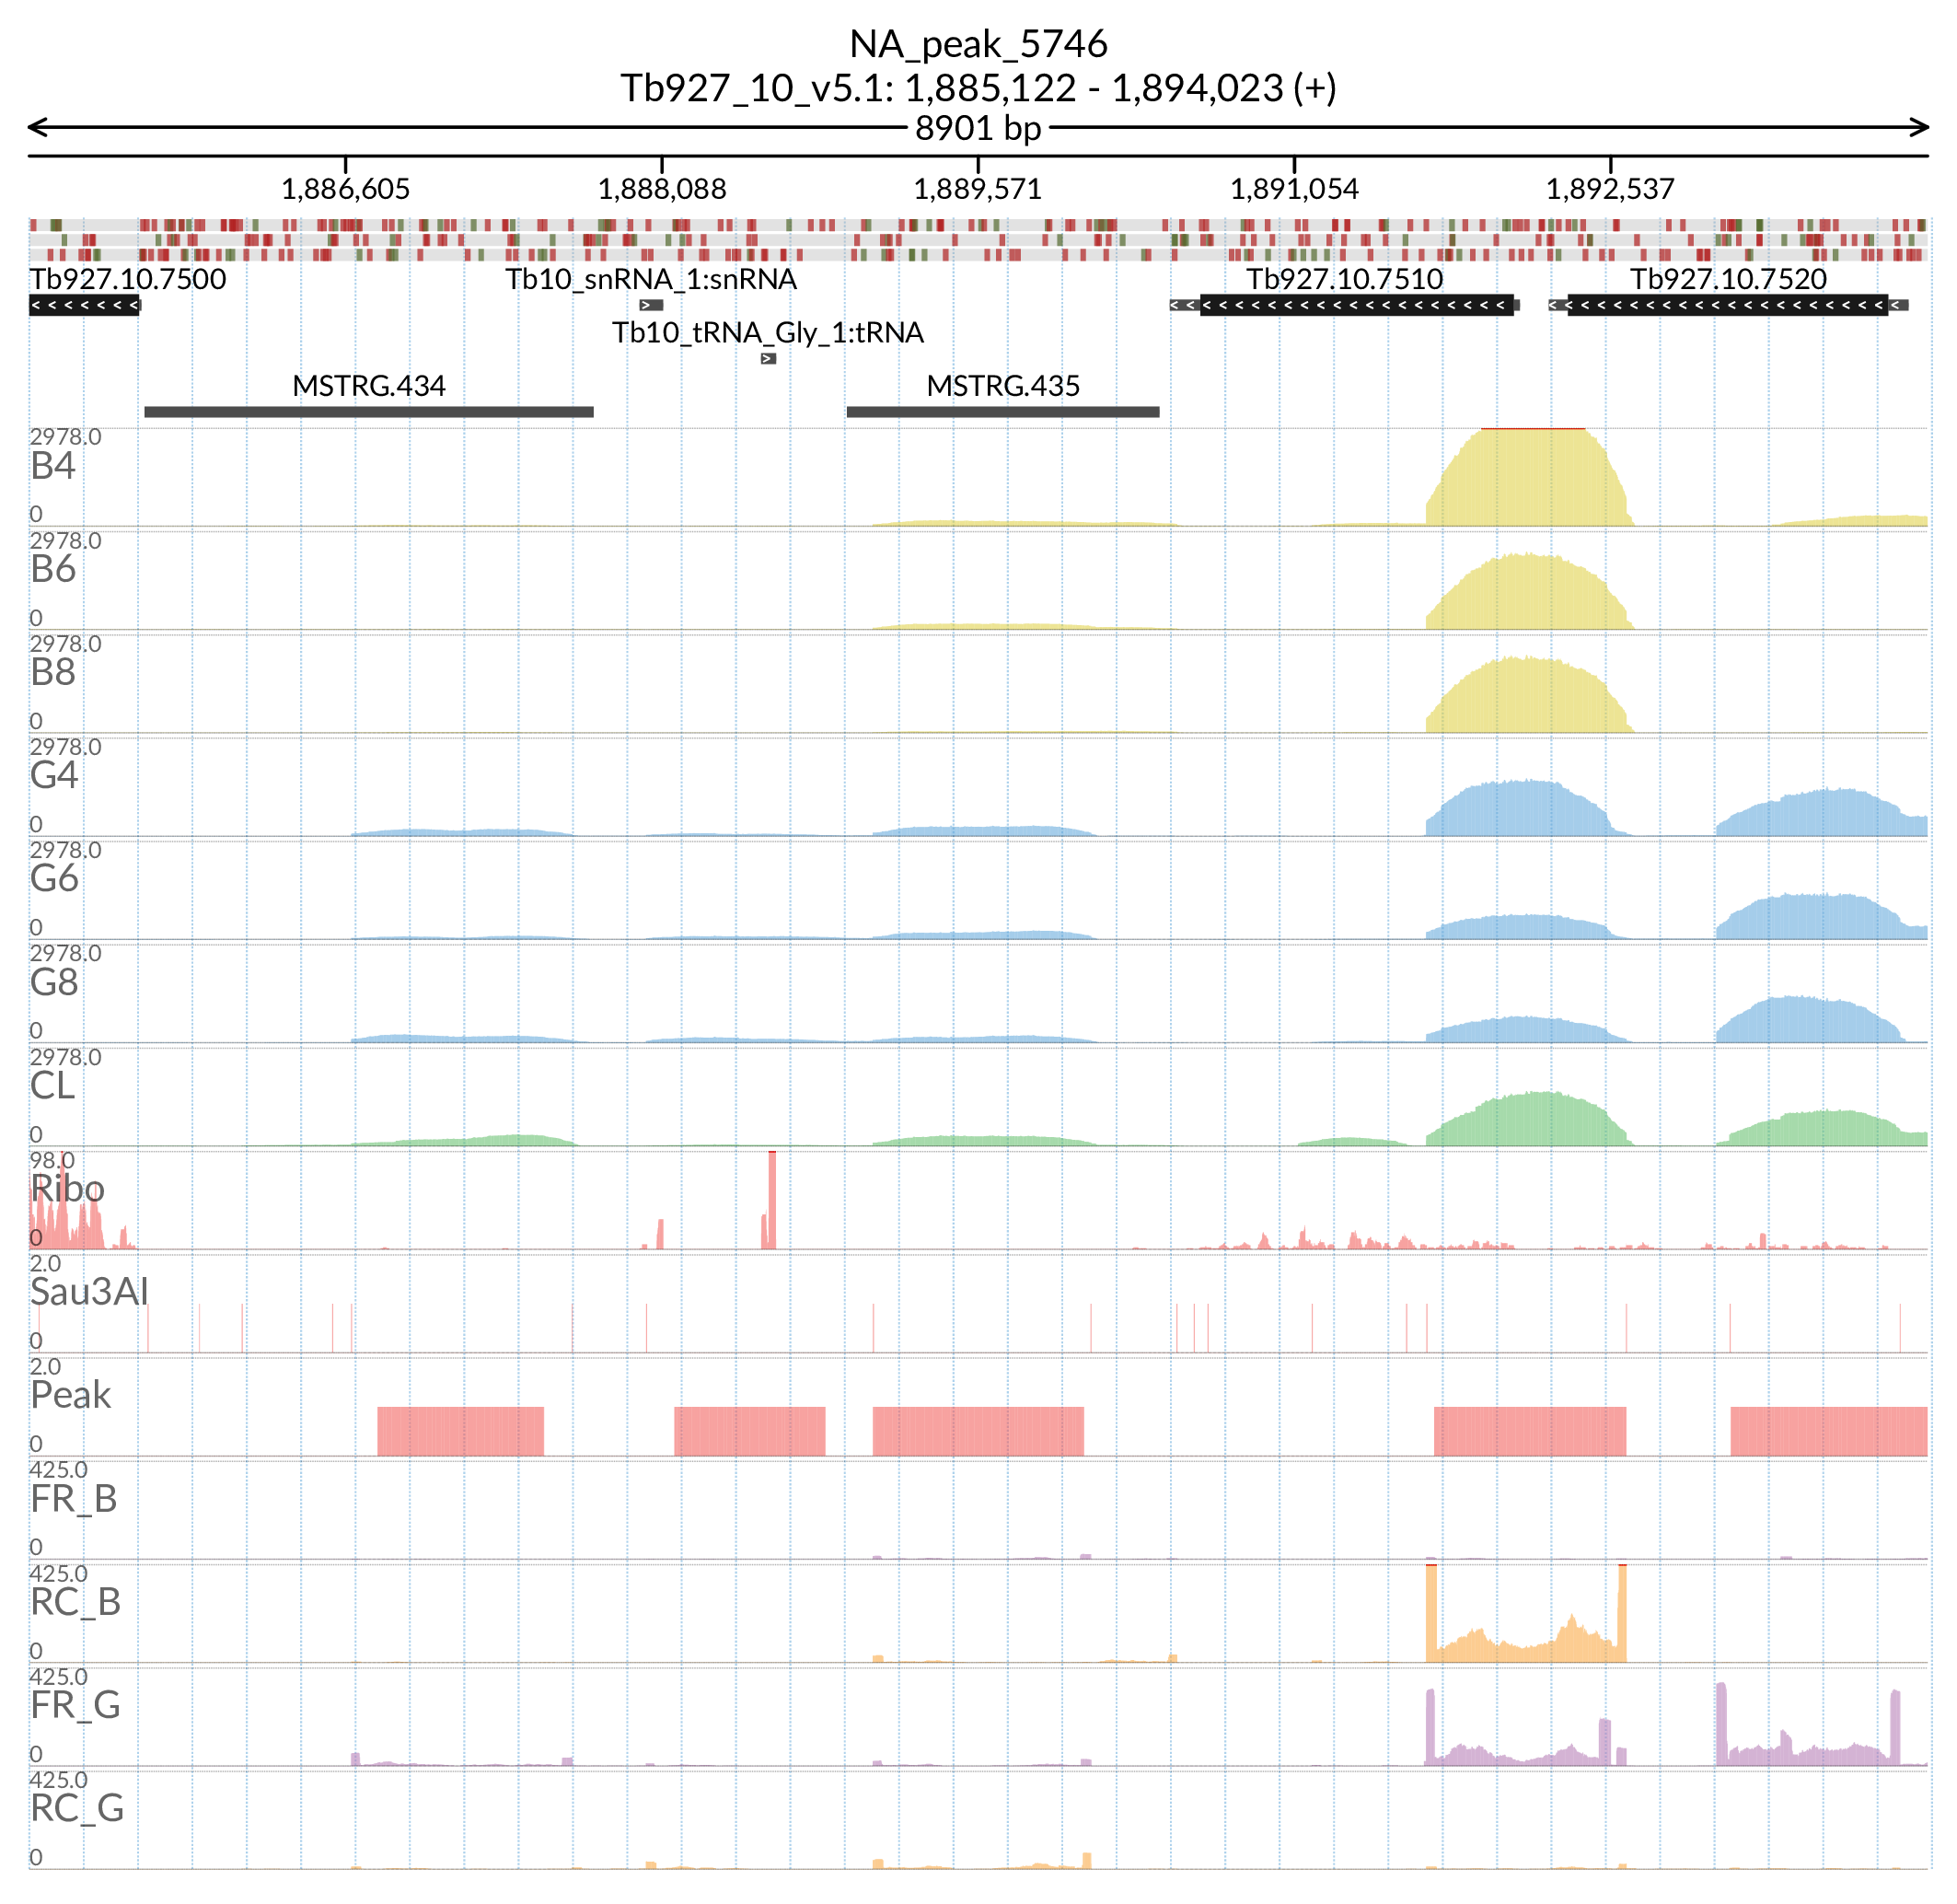 NA_peak_5746
Tb927_10_v5.1: 1,885,122 - 1,894,023 (+)
8901 bp
1,886,605 1,888,088 1,889,571 1,891,054 1,892,537
Tb927.10.7500 Tb10_snRNA_1:snRNA Tb927.10.7510 Tb927.10.7520
Tb10_tRNA_Gly_1:tRNA
MSTRG.434 MSTRG.435
2978.0
B4
0
2978.0
B6
0
2978.0
B8
0
2978.0
G4
0
2978.0
G6
0
2978.0
G8
0
2978.0
CL
0
98.0
Ribo
0
2.0
Sau3AI
0
2.0
Peak
0
425.0
FR_B
0
425.0
RC_B
0
425.0
FR_G
0
425.0
RC_G
0